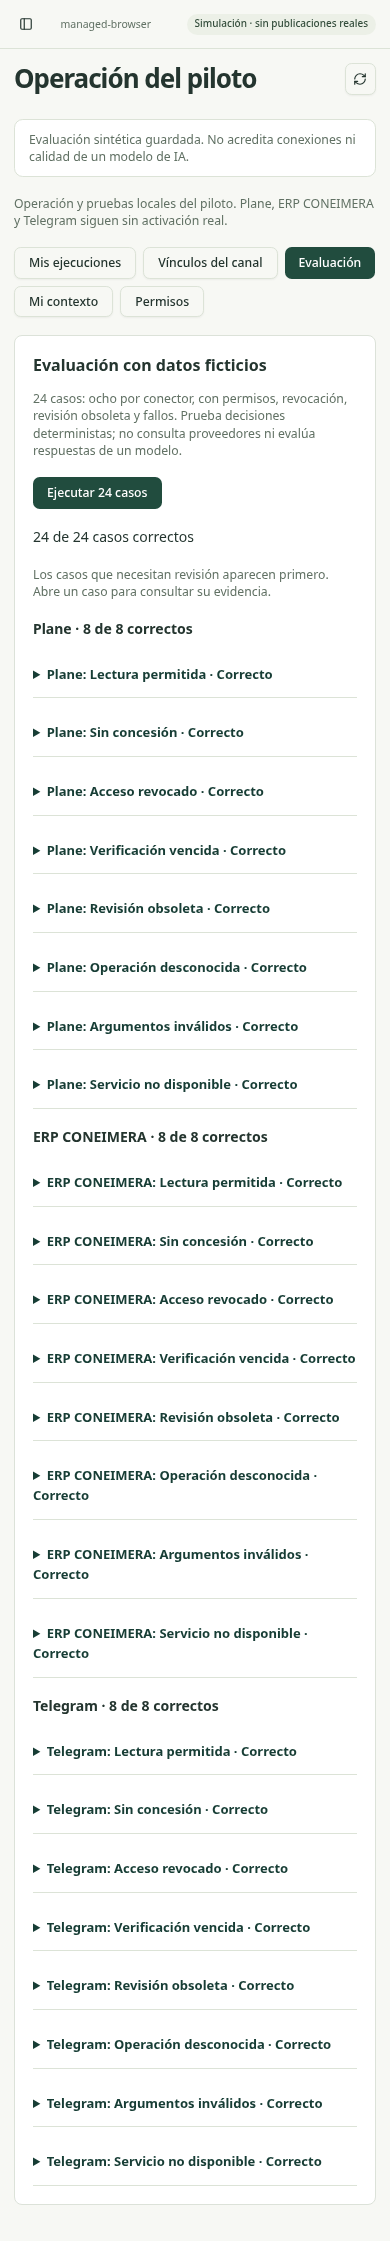 managed-browser
Simulación · sin publicaciones reales
Operación del piloto
Evaluación sintética guardada. No acredita conexiones ni
calidad de un modelo de IA.
Operación y pruebas locales del piloto. Plane, ERP CONEIMERA
y Telegram siguen sin activación real.
Mis ejecuciones
Vínculos del canal
Evaluación
Mi contexto
Permisos
Evaluación con datos ficticios
24 casos: ocho por conector, con permisos, revocación,
revisión obsoleta y fallos. Prueba decisiones
deterministas; no consulta proveedores ni evalúa
respuestas de un modelo.
Ejecutar 24 casos
24 de 24 casos correctos
Los casos que necesitan revisión aparecen primero.
Abre un caso para consultar su evidencia.
Plane · 8 de 8 correctos
Plane: Lectura permitida · Correcto
Plane: Sin concesión · Correcto
Plane: Acceso revocado · Correcto
Plane: Verificación vencida · Correcto
Plane: Revisión obsoleta · Correcto
Plane: Operación desconocida · Correcto
Plane: Argumentos inválidos · Correcto
Plane: Servicio no disponible · Correcto
ERP CONEIMERA · 8 de 8 correctos
ERP CONEIMERA: Lectura permitida · Correcto
ERP CONEIMERA: Sin concesión · Correcto
ERP CONEIMERA: Acceso revocado · Correcto
ERP CONEIMERA: Verificación vencida · Correcto
ERP CONEIMERA: Revisión obsoleta · Correcto
ERP CONEIMERA: Operación desconocida ·
Correcto
ERP CONEIMERA: Argumentos inválidos ·
Correcto
ERP CONEIMERA: Servicio no disponible ·
Correcto
Telegram · 8 de 8 correctos
Telegram: Lectura permitida · Correcto
Telegram: Sin concesión · Correcto
Telegram: Acceso revocado · Correcto
Telegram: Verificación vencida · Correcto
Telegram: Revisión obsoleta · Correcto
Telegram: Operación desconocida · Correcto
Telegram: Argumentos inválidos · Correcto
Telegram: Servicio no disponible · Correcto